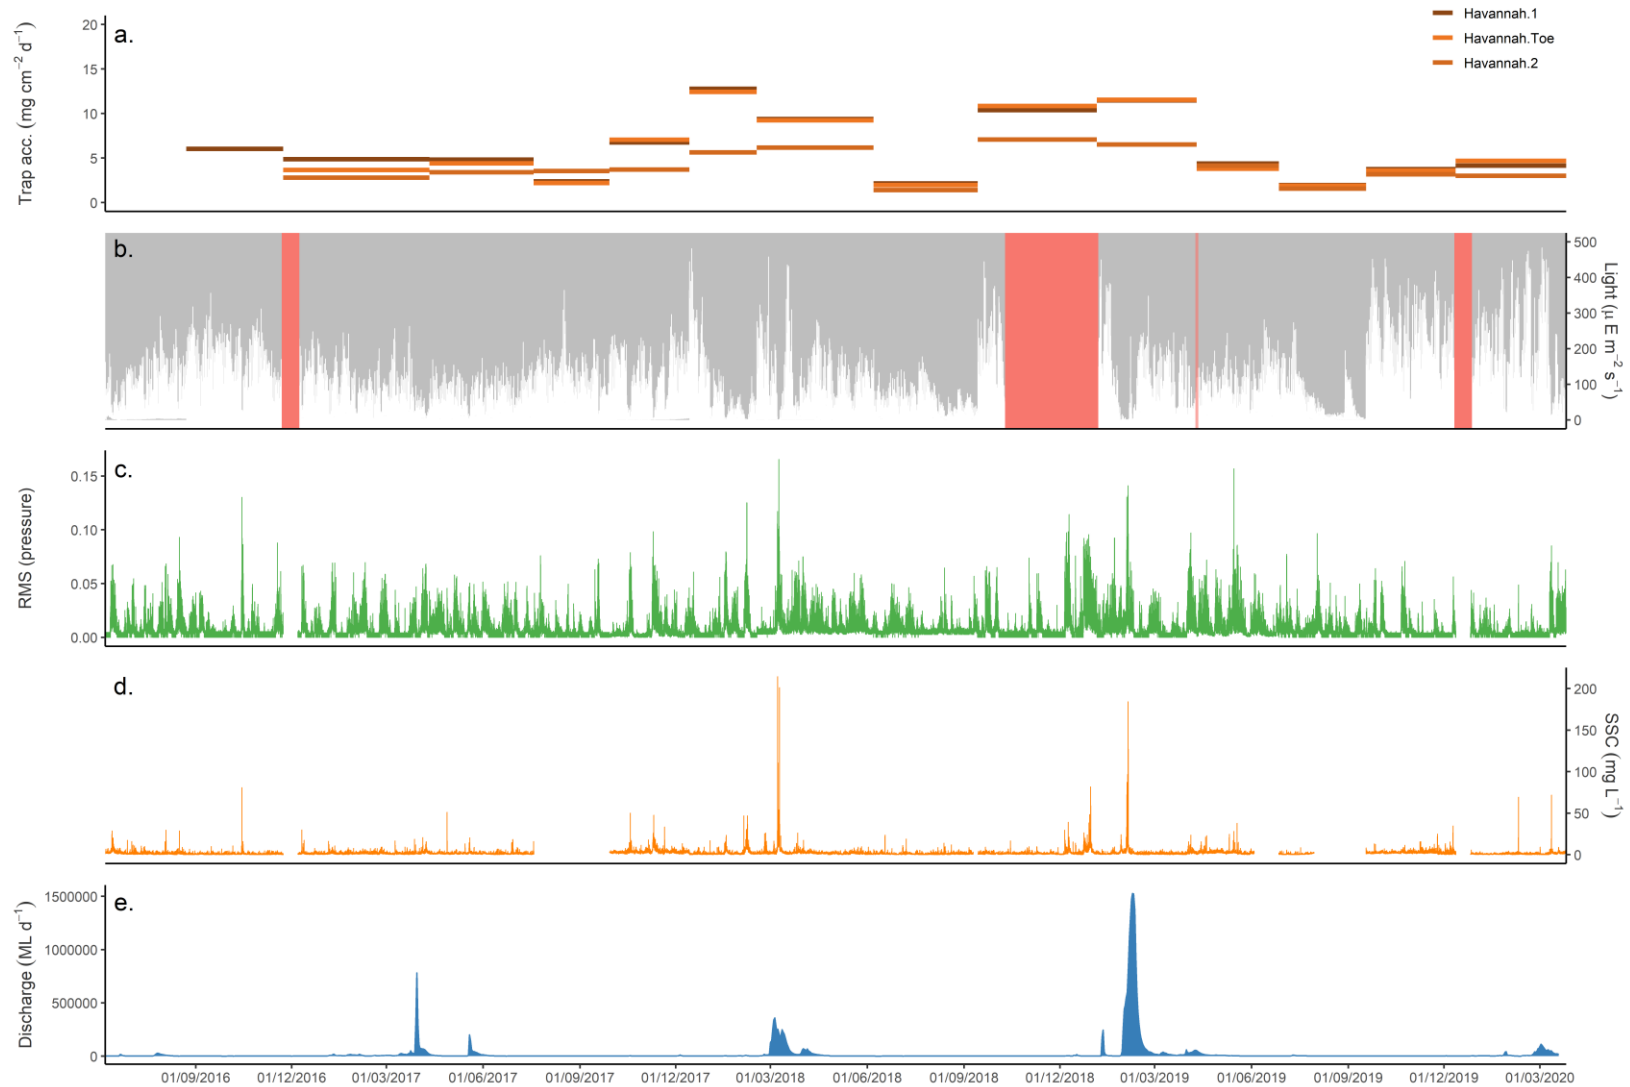 Havannah.1
Havannah.Toe
Havannah.2
a.
Trap acc. (mg cm⁻² d⁻¹)
20
15
10
5
0
b.
500
400
300
200
100
0
Light (μ E m⁻² s⁻¹)
c.
RMS (pressure)
0.15
0.10
0.05
0.00
d.
200
150
100
50
0
SSC (mg L⁻¹)
e.
Discharge (ML d⁻¹)
1500000
1000000
500000
0
01/09/2016 01/12/2016 01/03/2017 01/06/2017 01/09/2017 01/12/2017 01/03/2018 01/06/2018 01/09/2018 01/12/2018 01/03/2019 01/06/2019 01/09/2019 01/12/2019 01/03/2020